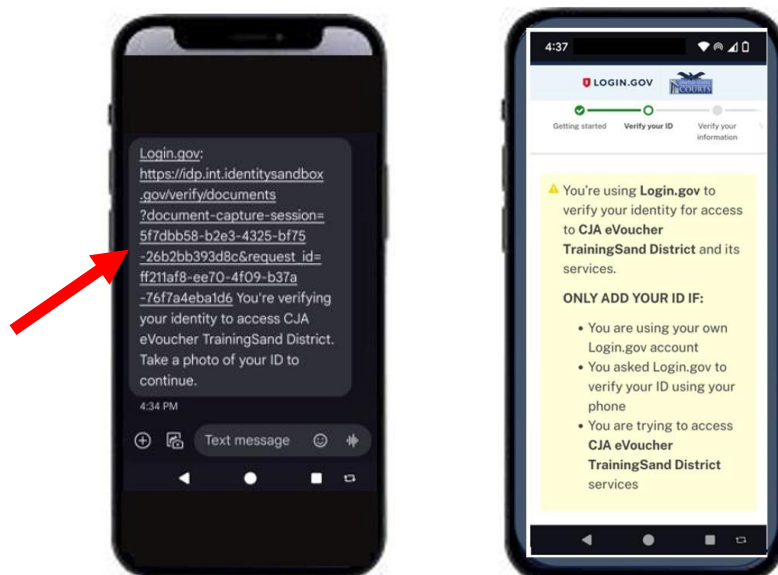 Login.gov:
https://idp.int.identitysandbox
.gov/verify/documents
?document-capture-session=
5f7dbb58-b2e3-4325-bf75
-26b2bb393d8c&request_id=
ff211af8-ee70-4f09-b37a
-76f7a4eba1d6 You're verifying
your identity to access CJA
eVoucher TrainingSand District.
Take a photo of your ID to
continue.
4:34 PM
Text message
4:37
LOGIN.GOV
COURTS
Getting started
Verify your ID
Verify your
information
You're using Login.gov to
verify your identity for access
to CJA eVoucher
TrainingSand District and its
services.
ONLY ADD YOUR ID IF:
• You are using your own
Login.gov account
• You asked Login.gov to
verify your ID using your
phone
• You are trying to access
CJA eVoucher
TrainingSand District
services